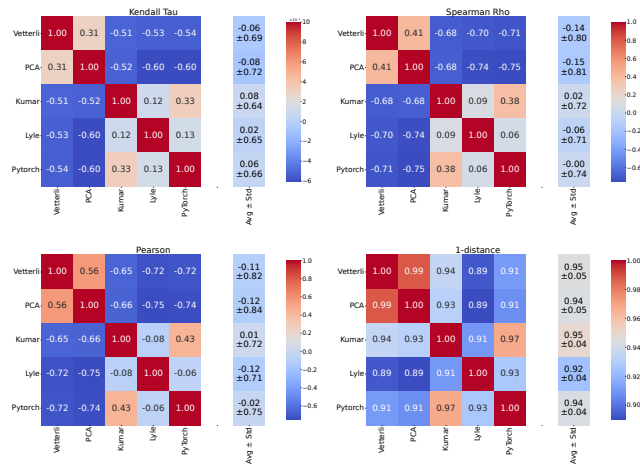 Kendall Tau
Vetterli 1.00 0.31 -0.51 -0.53 -0.54 -0.06 ±0.69
PCA 0.31 1.00 -0.52 -0.60 -0.60 -0.08 ±0.72
Kumar -0.51 -0.52 1.00 0.12 0.33 0.08 ±0.64
Lyle -0.53 -0.60 0.12 1.00 0.13 0.02 ±0.65
Pytorch -0.54 -0.60 0.33 0.13 1.00 0.06 ±0.66
Vetterli PCA Kumar Lyle PyTorch Avg ± Std
10
8
6
4
2
0
−2
−4
−6
Spearman Rho
Vetterli 1.00 0.41 -0.68 -0.70 -0.71 -0.14 ±0.80
PCA 0.41 1.00 -0.68 -0.74 -0.75 -0.15 ±0.81
Kumar -0.68 -0.68 1.00 0.09 0.38 0.02 ±0.72
Lyle -0.70 -0.74 0.09 1.00 0.06 -0.06 ±0.71
Pytorch -0.71 -0.75 0.38 0.06 1.00 -0.00 ±0.74
Vetterli PCA Kumar Lyle PyTorch Avg ± Std
1.0
0.8
0.6
0.4
0.2
0.0
−0.2
−0.4
−0.6
Pearson
Vetterli 1.00 0.56 -0.65 -0.72 -0.72 -0.11 ±0.82
PCA 0.56 1.00 -0.66 -0.75 -0.74 -0.12 ±0.84
Kumar -0.65 -0.66 1.00 -0.08 0.43 0.01 ±0.72
Lyle -0.72 -0.75 -0.08 1.00 -0.06 -0.12 ±0.71
Pytorch -0.72 -0.74 0.43 -0.06 1.00 -0.02 ±0.75
Vetterli PCA Kumar Lyle PyTorch Avg ± Std
1.0
0.8
0.6
0.4
0.2
0.0
−0.2
−0.4
−0.6
1-distance
Vetterli 1.00 0.99 0.94 0.89 0.91 0.95 ±0.05
PCA 0.99 1.00 0.93 0.89 0.91 0.94 ±0.05
Kumar 0.94 0.93 1.00 0.91 0.97 0.95 ±0.04
Lyle 0.89 0.89 0.91 1.00 0.93 0.92 ±0.04
Pytorch 0.91 0.91 0.97 0.93 1.00 0.94 ±0.04
Vetterli PCA Kumar Lyle PyTorch Avg ± Std
1.00
0.98
0.96
0.94
0.92
0.90